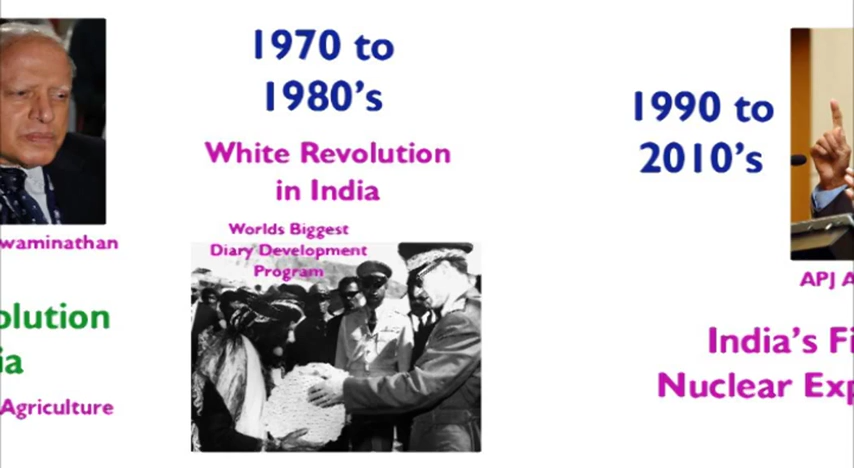 waminathan
olution
ia
Agriculture
1970 to
1980's
White Revolution
in India
Worlds Biggest
Diary Development
Program
1990 to
2010's
APJ A
India's Fi
Nuclear Exp